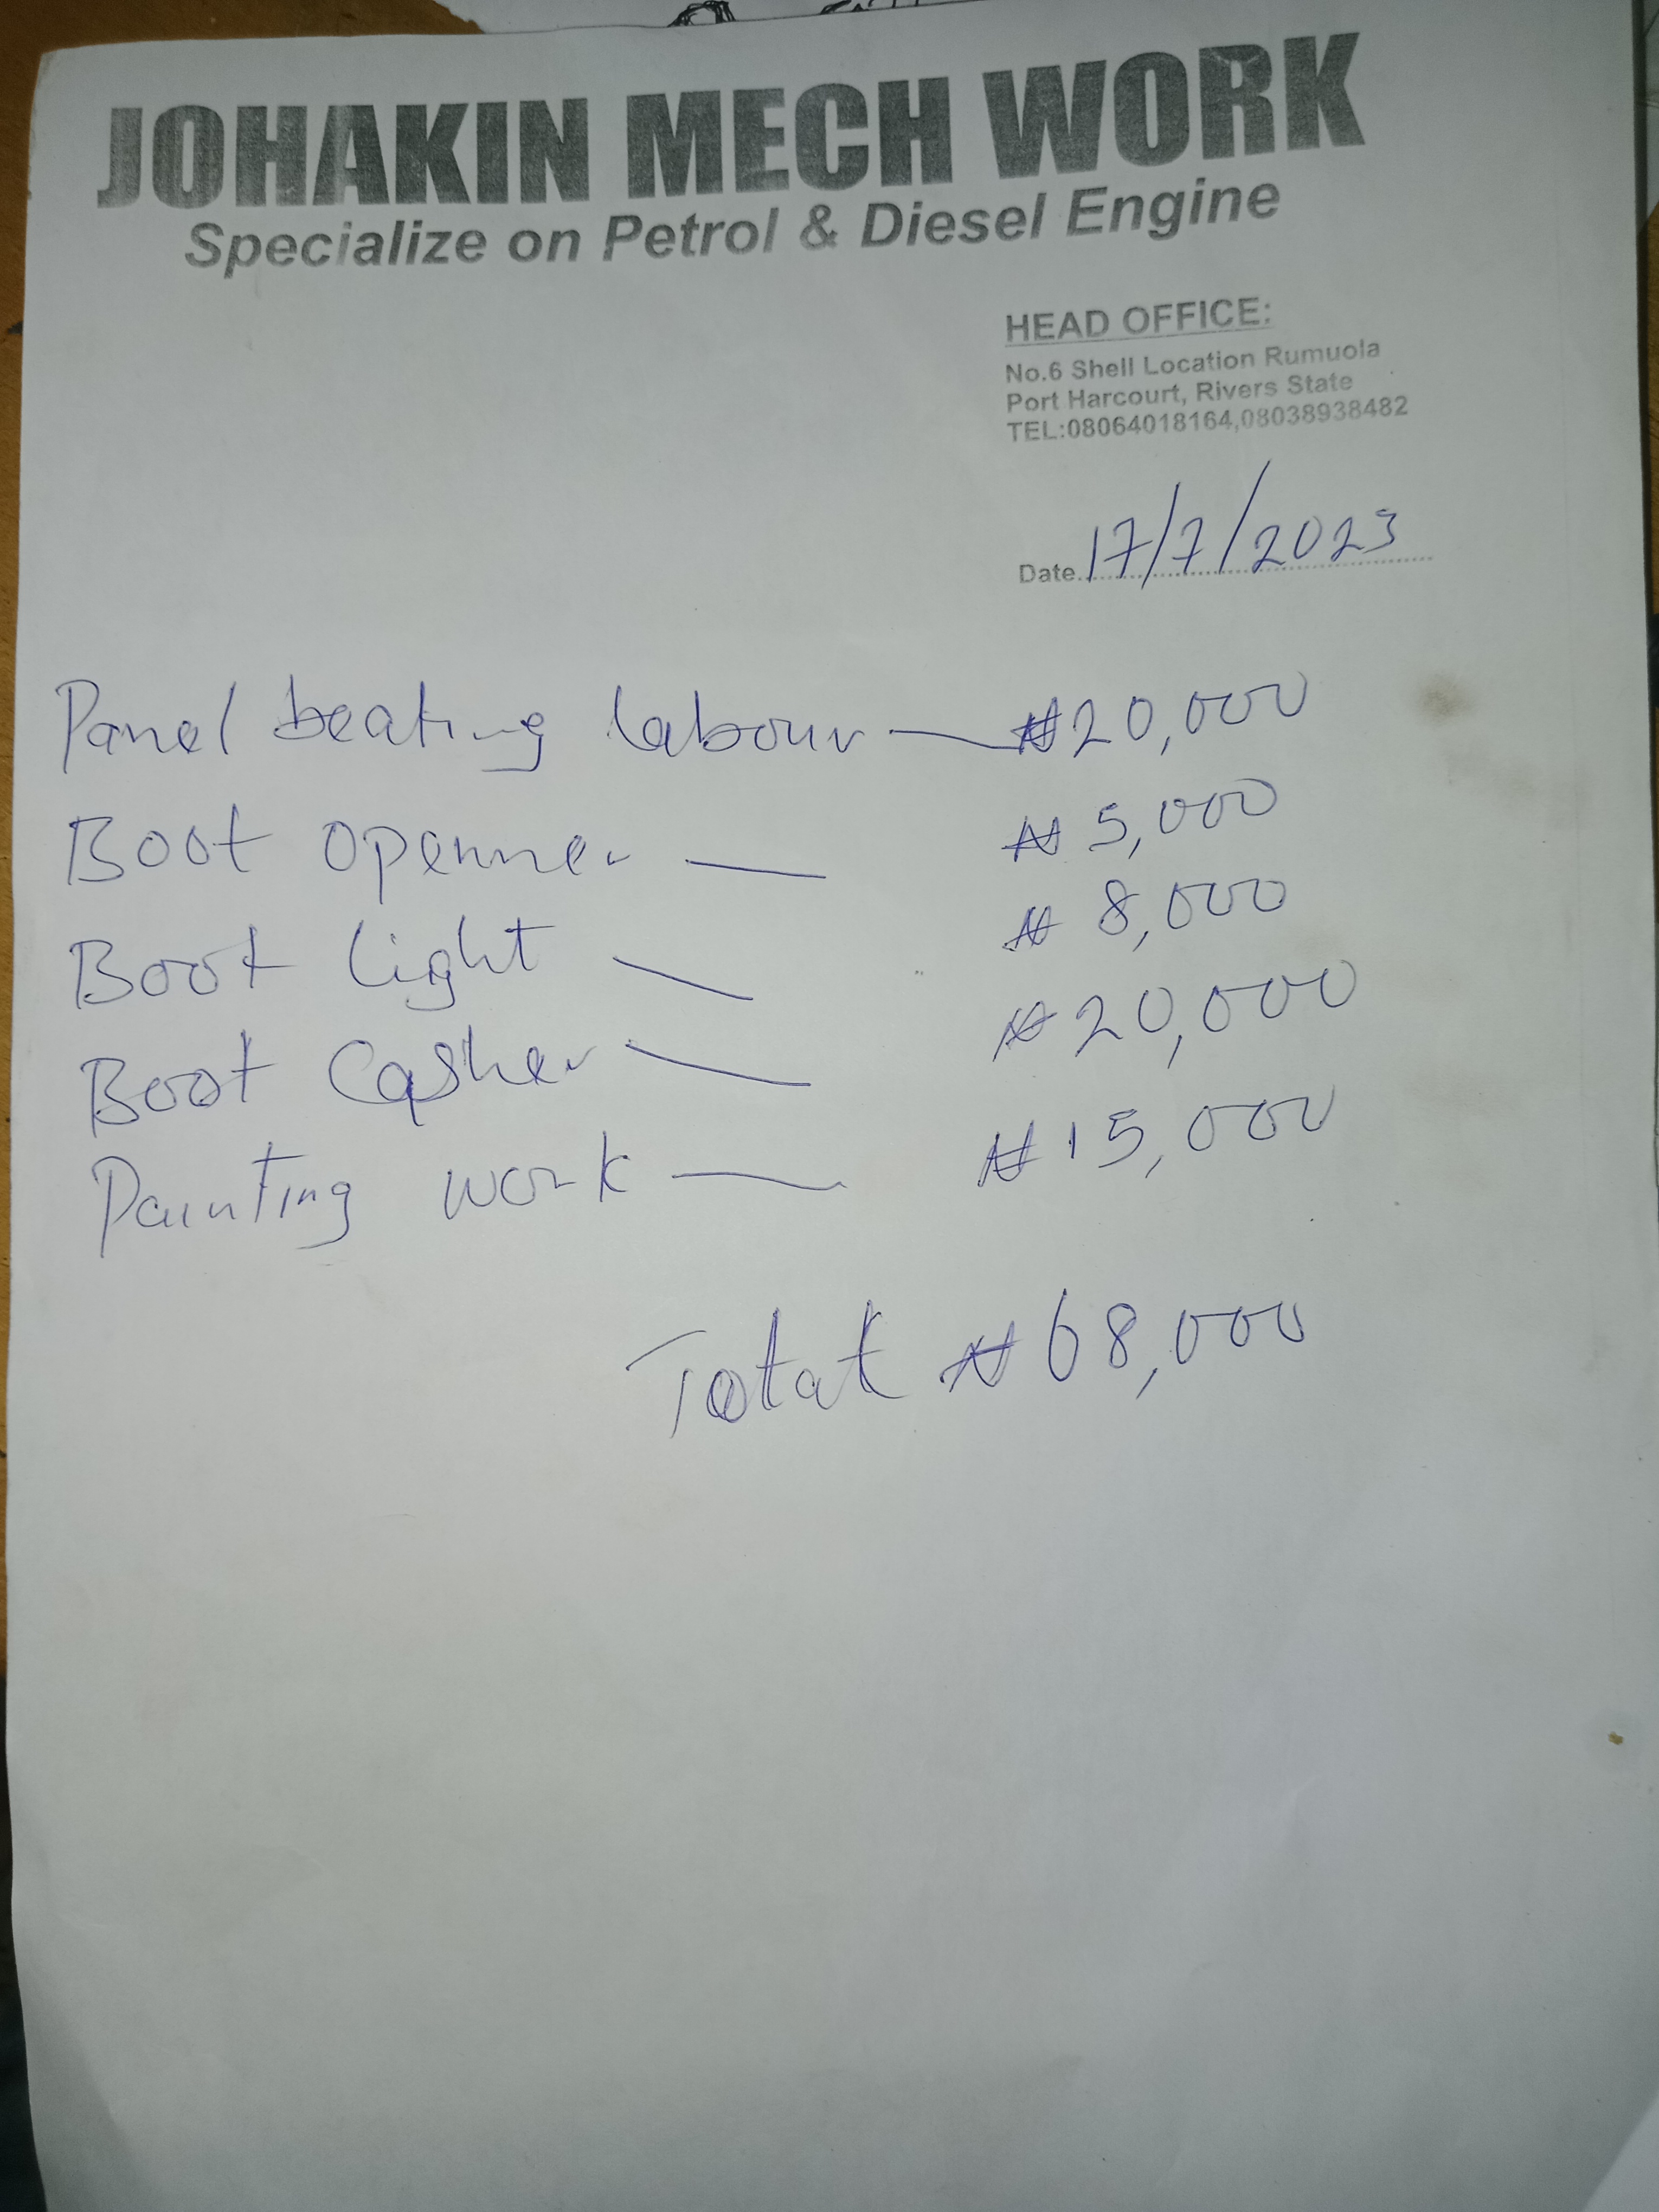 JOHAKIN MECH WORK
Specialize on Petrol & Diesel Engine
HEAD OFFICE:
No.6 Shell Location Rumuola
Port Harcourt, Rivers State
TEL:08064018164,08038938482
Date 17/7/2023
Panel beating labour — ₦20,000
Boot openner — ₦5,000
Boot light — ₦8,000
Boot Casher — ₦20,000
Painting work — ₦15,000
Total ₦68,000